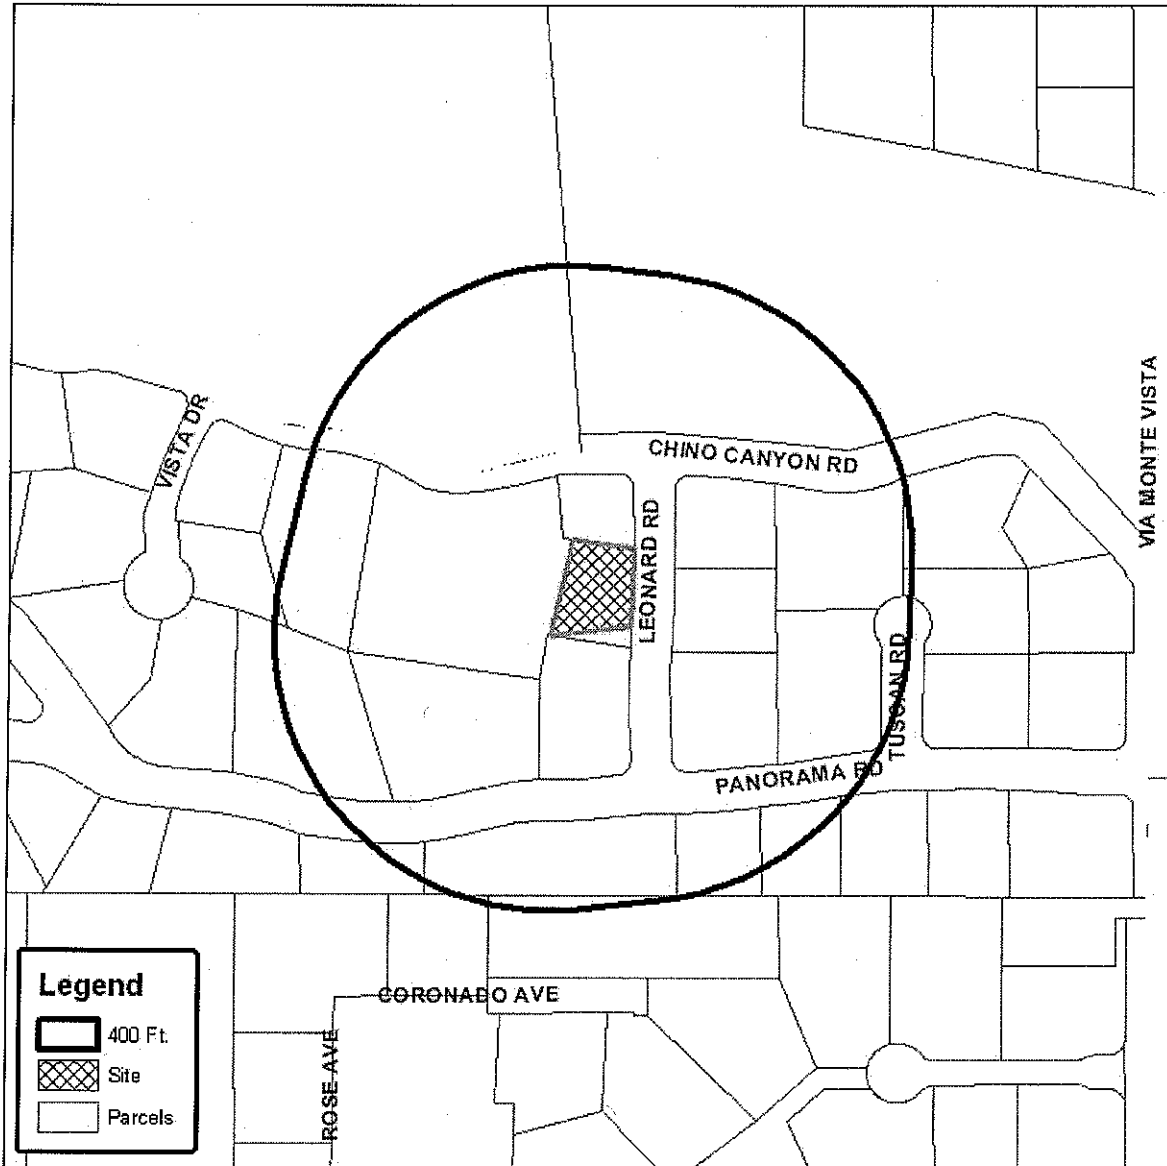 VISTA DR
CHINO CANYON RD
VIA MONTE VISTA
LEONARD RD
TUSCAN RD
PANORAMA RD
Legend
400 Ft.
Site
Parcels
CORONADO AVE
ROSE AVE